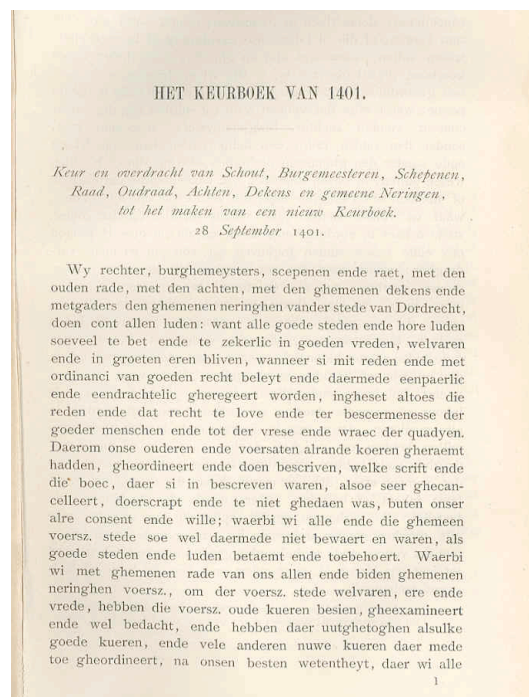 HET KEURBOEK VAN 1401.
Keur en overdracht van Schout, Burgemeesteren, Schepenen,
Raad, Oudraad, Achten, Dekens en gemeene Neringen,
tot het maken van een nieuw Keurboek.
28 September 1401.
Wy rechter, burghemeysters, scepenen ende raet, met den
ouden rade, met den achten, met den ghemenen dekens ende
metgaders den ghemenen neringhen vander stede van Dordrecht,
doen cont allen luden: want alle goede steden ende hore luden
soeveel te bet ende te zekerlic in goeden vreden, welvaren
ende in groeten eren bliven, wanneer si mit reden ende met
ordinanci van goeden recht beleyt ende daermede eenpaerlic
ende eendrachtelic gheregeert worden, ingheset altoes die
reden ende dat recht te love ende ter bescermenesse der
goeder menschen ende tot der vrese ende wraec der quadyen.
Daerom onse ouderen ende voersaten alrande koeren gheraemt
hadden, gheordineert ende doen bescriven, welke scrift ende
die boec, daer si in bescreven waren, alsoe seer ghecan-
celleert, doerscrapt ende te niet ghedaen was, buten onser
alre consent ende wille; waerbi wi alle ende die ghemeen
voersz. stede soe wel daermede niet bewaert en waren, als
goede steden ende luden betaemt ende toebehoert. Waerbi
wi met ghemenen rade van ons allen ende biden ghemenen
neringhen voersz., om der voersz. stede welvaren, ere ende
vrede, hebben die voersz. oude kueren besien, gheexamineert
ende wel bedacht, ende hebben daer uutghetoghen alsulke
goede kueren, ende vele anderen nuwe kueren daer mede
toe gheordineert, na onsen besten wetentheyt, daer wi alle
1